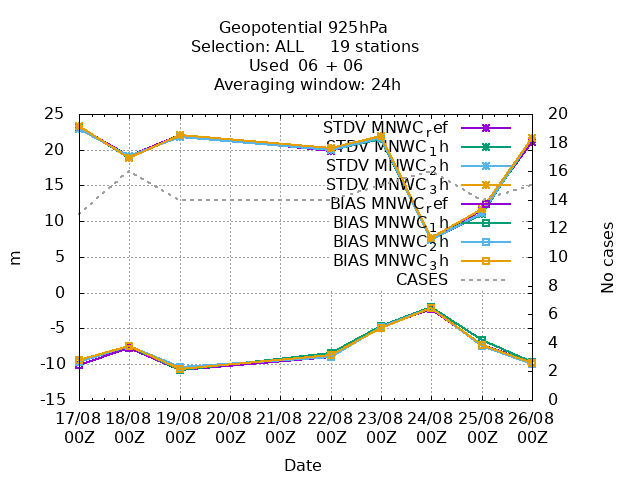 Geopotential 925hPa
Selection: ALL     19 stations
Used  06 + 06
Averaging window: 24h
25
20
15
10
5
0
-5
-10
-15
m
20
18
16
14
12
10
8
6
4
2
0
No cases
STDV MNWC_ref
STDV MNWC_1h
STDV MNWC_2h
STDV MNWC_3h
BIAS MNWC_ref
BIAS MNWC_1h
BIAS MNWC_2h
BIAS MNWC_3h
CASES
17/08 18/08 19/08 20/08 21/08 22/08 23/08 24/08 25/08 26/08
00Z 00Z 00Z 00Z 00Z 00Z 00Z 00Z 00Z 00Z
Date